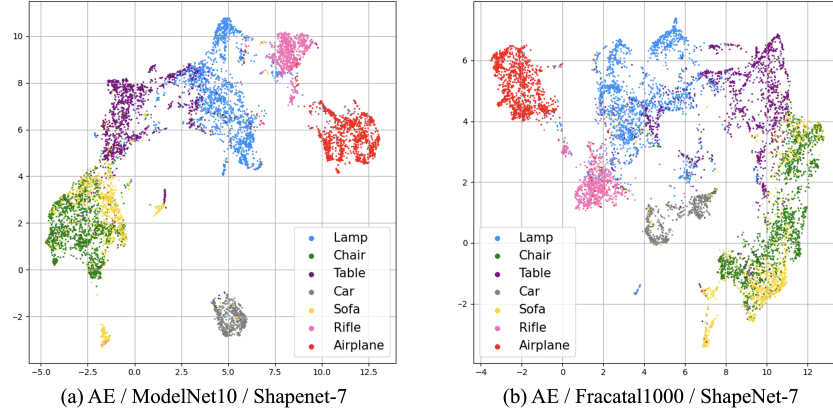 10
8
6
4
2
0
−2
−5.0 −2.5 0.0 2.5 5.0 7.5 10.0 12.5
Lamp
Chair
Table
Car
Sofa
Rifle
Airplane
(a) AE / ModelNet10 / Shapenet-7
6
4
2
0
−2
−4 −2 0 2 4 6 8 10 12
Lamp
Chair
Table
Car
Sofa
Rifle
Airplane
(b) AE / Fracatal1000 / ShapeNet-7